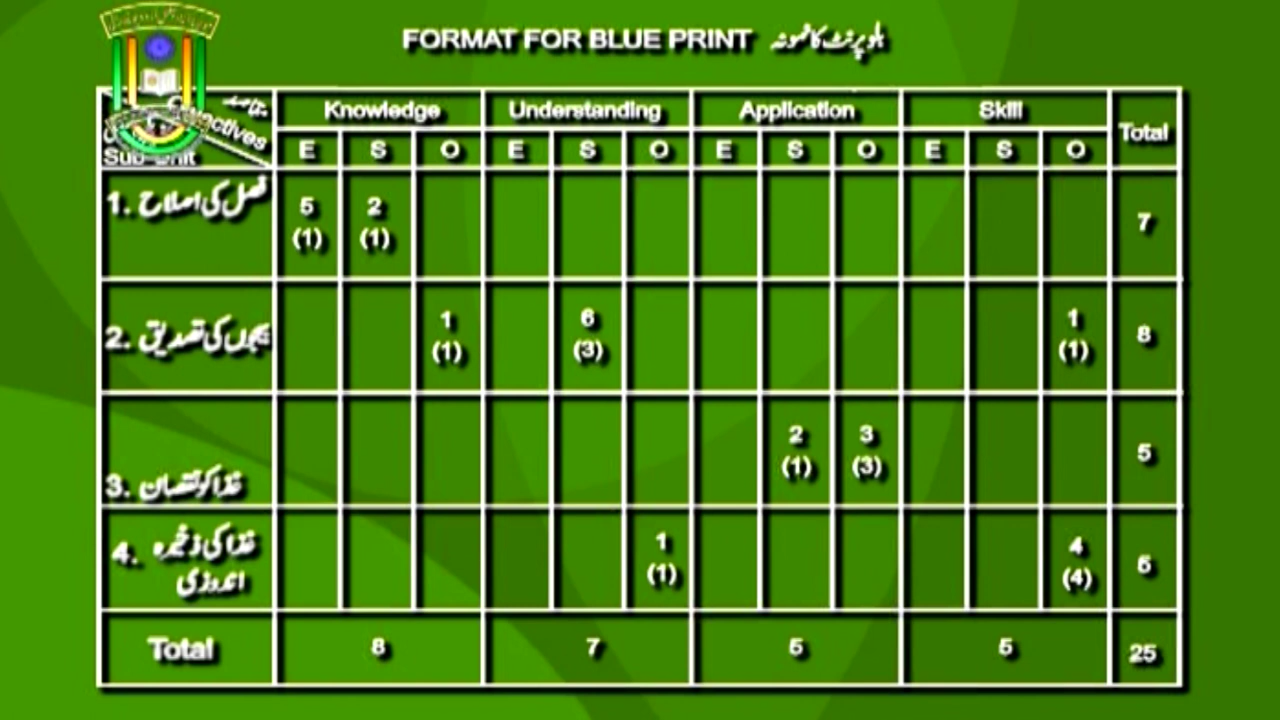 FORMAT FOR BLUE PRINT بلو پرنٹ کا نمونہ
مقاصد
Objectives
Sub-Unit
Knowledge Understanding Application Skill Total
E S O E S O E S O E S O
1. فصل کی اصلاح 5 2 7
(1) (1)
2. بیجوں کی تصدیق 1 6 1 8
(1) (3) (1)
2 3 5
(1) (3)
3. غذا کو نقصان
4. غذا کی ذخیرہ 1 4 5
اندوزی (1) (4)
Total 8 7 5 5 25